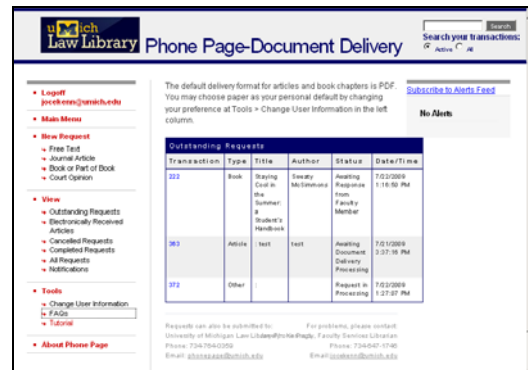 uMich
Law Library
Phone Page-Document Delivery
Search
Search your transactions:
Active All
Logoff
jocekenn@umich.edu
Main Menu
New Request
Free Text
Journal Article
Book or Part of Book
Court Opinion
View
Outstanding Requests
Electronically Received
Articles
Cancelled Requests
Completed Requests
All Requests
Notifications
Tools
Change User Information
FAQs
Tutorial
About Phone Page
The default delivery format for articles and book chapters is PDF.
You may choose paper as your personal default by changing
your preference at Tools > Change User Information in the left
column.
Subscribe to Alerts Feed
No Alerts
Outstanding Requests
Transaction Type Title Author Status Date/Time
222 Book Staying Sweaty Awaiting 7/22/2009
Cool in McSimmons Response 1:16:50 PM
the from
Summer: Faculty
a Member
Student's
Handbook
363 Article : test test Awaiting 7/21/2009
Document 3:37:16 PM
Delivery
Processing
372 Other : Request in 7/22/2009
Processing 1:27:07 PM
Requests can also be submitted to: For problems, please contact:
University of Michigan Law Library Faculty Services Librarian
Phone: 734-764-0359 Phone: 734-647-1746
Email: phonepage@umich.edu Email: jocekenn@umich.edu